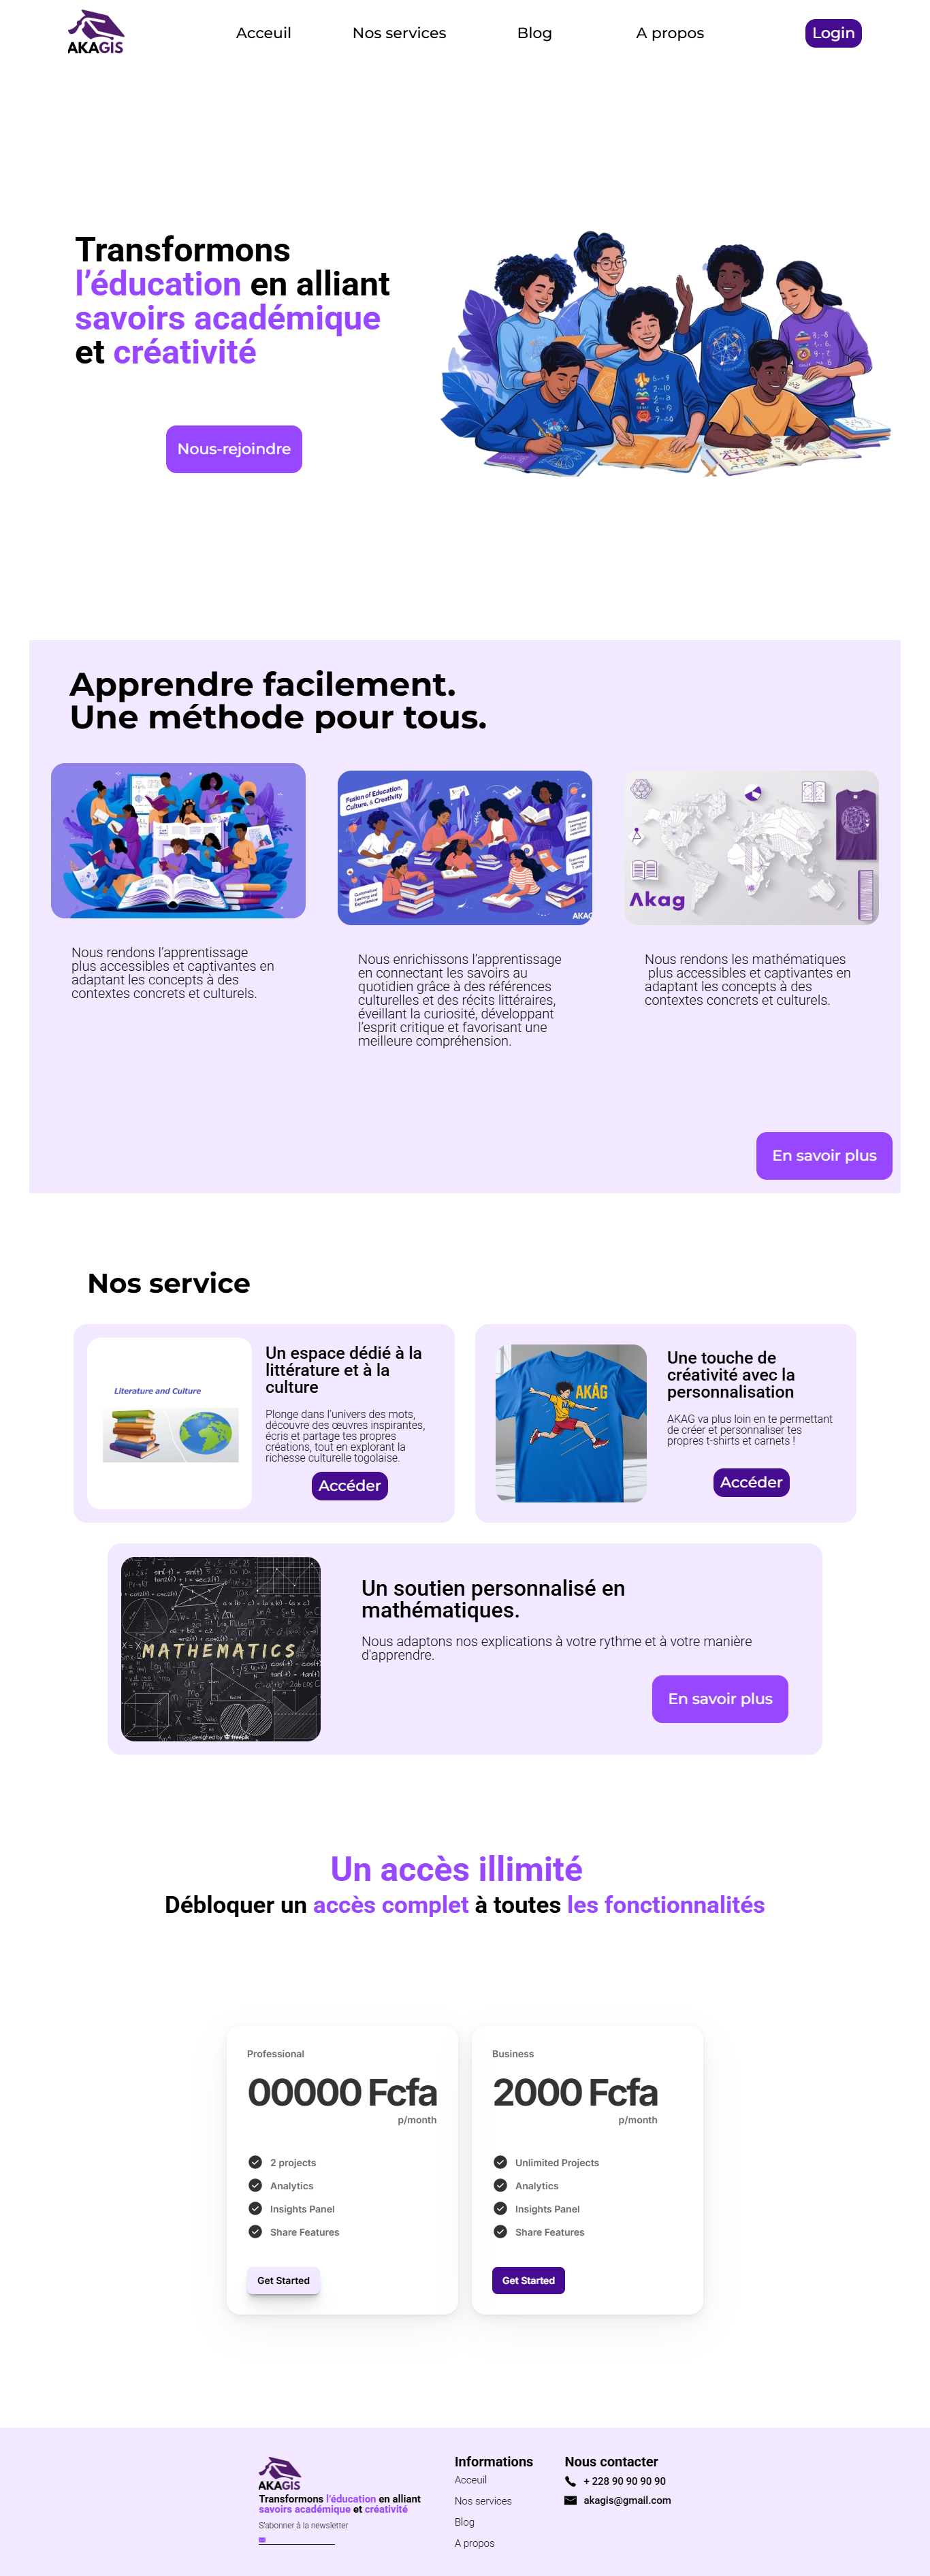 AKAGIS
Acceuil
Nos services
Blog
A propos
Login
Transformons
l’éducation en alliant
savoirs académique
et créativité
Nous-rejoindre
Apprendre facilement.
Une méthode pour tous.
Fusion of Education,
Culture, & Creativity
AKAG
Akag
Nous rendons l’apprentissage
plus accessibles et captivantes en
adaptant les concepts à des
contextes concrets et culturels.
Nous enrichissons l’apprentissage
en connectant les savoirs au
quotidien grâce à des références
culturelles et des récits littéraires,
éveillant la curiosité, développant
l’esprit critique et favorisant une
meilleure compréhension.
Nous rendons les mathématiques
plus accessibles et captivantes en
adaptant les concepts à des
contextes concrets et culturels.
En savoir plus
Nos service
Literature and Culture
Un espace dédié à la
littérature et à la
culture
Plonge dans l’univers des mots,
découvre des œuvres inspirantes,
écris et partage tes propres
créations, tout en explorant la
richesse culturelle togolaise.
Accéder
AKÁG
Une touche de
créativité avec la
personnalisation
AKAG va plus loin en te permettant
de créer et personnaliser tes
propres t-shirts et carnets !
Accéder
MATHEMATICS
designed by freepik
Un soutien personnalisé en
mathématiques.
Nous adaptons nos explications à votre rythme et à votre manière
d’apprendre.
En savoir plus
Un accès illimité
Débloquer un accès complet à toutes les fonctionnalités
Professional
00000 Fcfa
p/month
2 projects
Analytics
Insights Panel
Share Features
Get Started
Business
2000 Fcfa
p/month
Unlimited Projects
Analytics
Insights Panel
Share Features
Get Started
AKAGIS
Transformons l’éducation en alliant
savoirs académique et créativité
S’abonner à la newsletter
Informations
Acceuil
Nos services
Blog
A propos
Nous contacter
+ 228 90 90 90 90
akagis@gmail.com